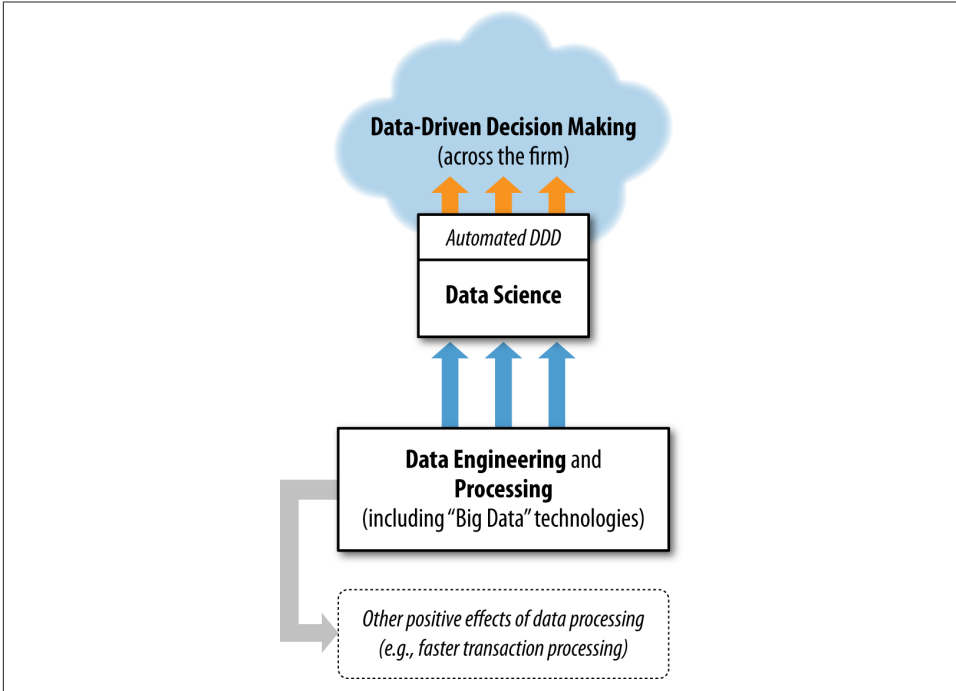 Data-Driven Decision Making
(across the firm)
Automated DDD
Data Science
Data Engineering and
Processing
(including “Big Data” technologies)
Other positive effects of data processing
(e.g., faster transaction processing)